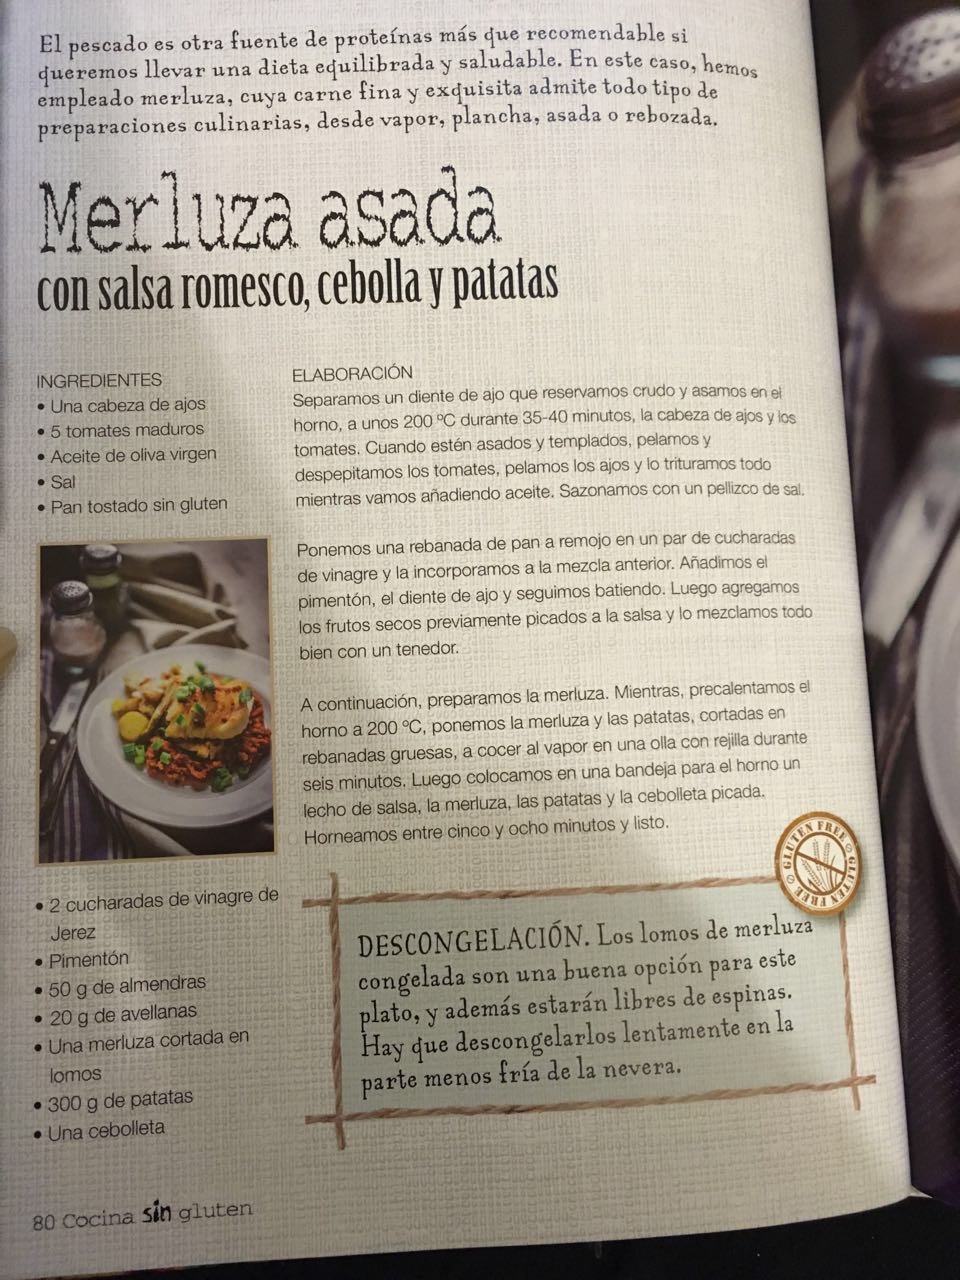 El pescado es otra fuente de proteínas más que recomendable si
queremos llevar una dieta equilibrada y saludable. En este caso, hemos
empleado merluza, cuya carne fina y exquisita admite todo tipo de
preparaciones culinarias, desde vapor, plancha, asada o rebozada.
Merluza asada
con salsa romesco, cebolla y patatas
INGREDIENTES
• Una cabeza de ajos
• 5 tomates maduros
• Aceite de oliva virgen
• Sal
• Pan tostado sin gluten
• 2 cucharadas de vinagre de
Jerez
• Pimentón
• 50 g de almendras
• 20 g de avellanas
• Una merluza cortada en
lomos
• 300 g de patatas
• Una cebolleta
ELABORACIÓN
Separamos un diente de ajo que reservamos crudo y asamos en el
horno, a unos 200 ºC durante 35-40 minutos, la cabeza de ajos y los
tomates. Cuando estén asados y templados, pelamos y
despepitamos los tomates, pelamos los ajos y lo trituramos todo
mientras vamos añadiendo aceite. Sazonamos con un pellizco de sal.
Ponemos una rebanada de pan a remojo en un par de cucharadas
de vinagre y la incorporamos a la mezcla anterior. Añadimos el
pimentón, el diente de ajo y seguimos batiendo. Luego agregamos
los frutos secos previamente picados a la salsa y lo mezclamos todo
bien con un tenedor.
A continuación, preparamos la merluza. Mientras, precalentamos el
horno a 200 ºC, ponemos la merluza y las patatas, cortadas en
rebanadas gruesas, a cocer al vapor en una olla con rejilla durante
seis minutos. Luego colocamos en una bandeja para el horno un
lecho de salsa, la merluza, las patatas y la cebolleta picada.
Horneamos entre cinco y ocho minutos y listo.
GLUTEN FREE
GLUTEN FREE
GLUTEN FREE
DESCONGELACIÓN. Los lomos de merluza
congelada son una buena opción para este
plato, y además estarán libres de espinas.
Hay que descongelarlos lentamente en la
parte menos fría de la nevera.
80 Cocina sin gluten